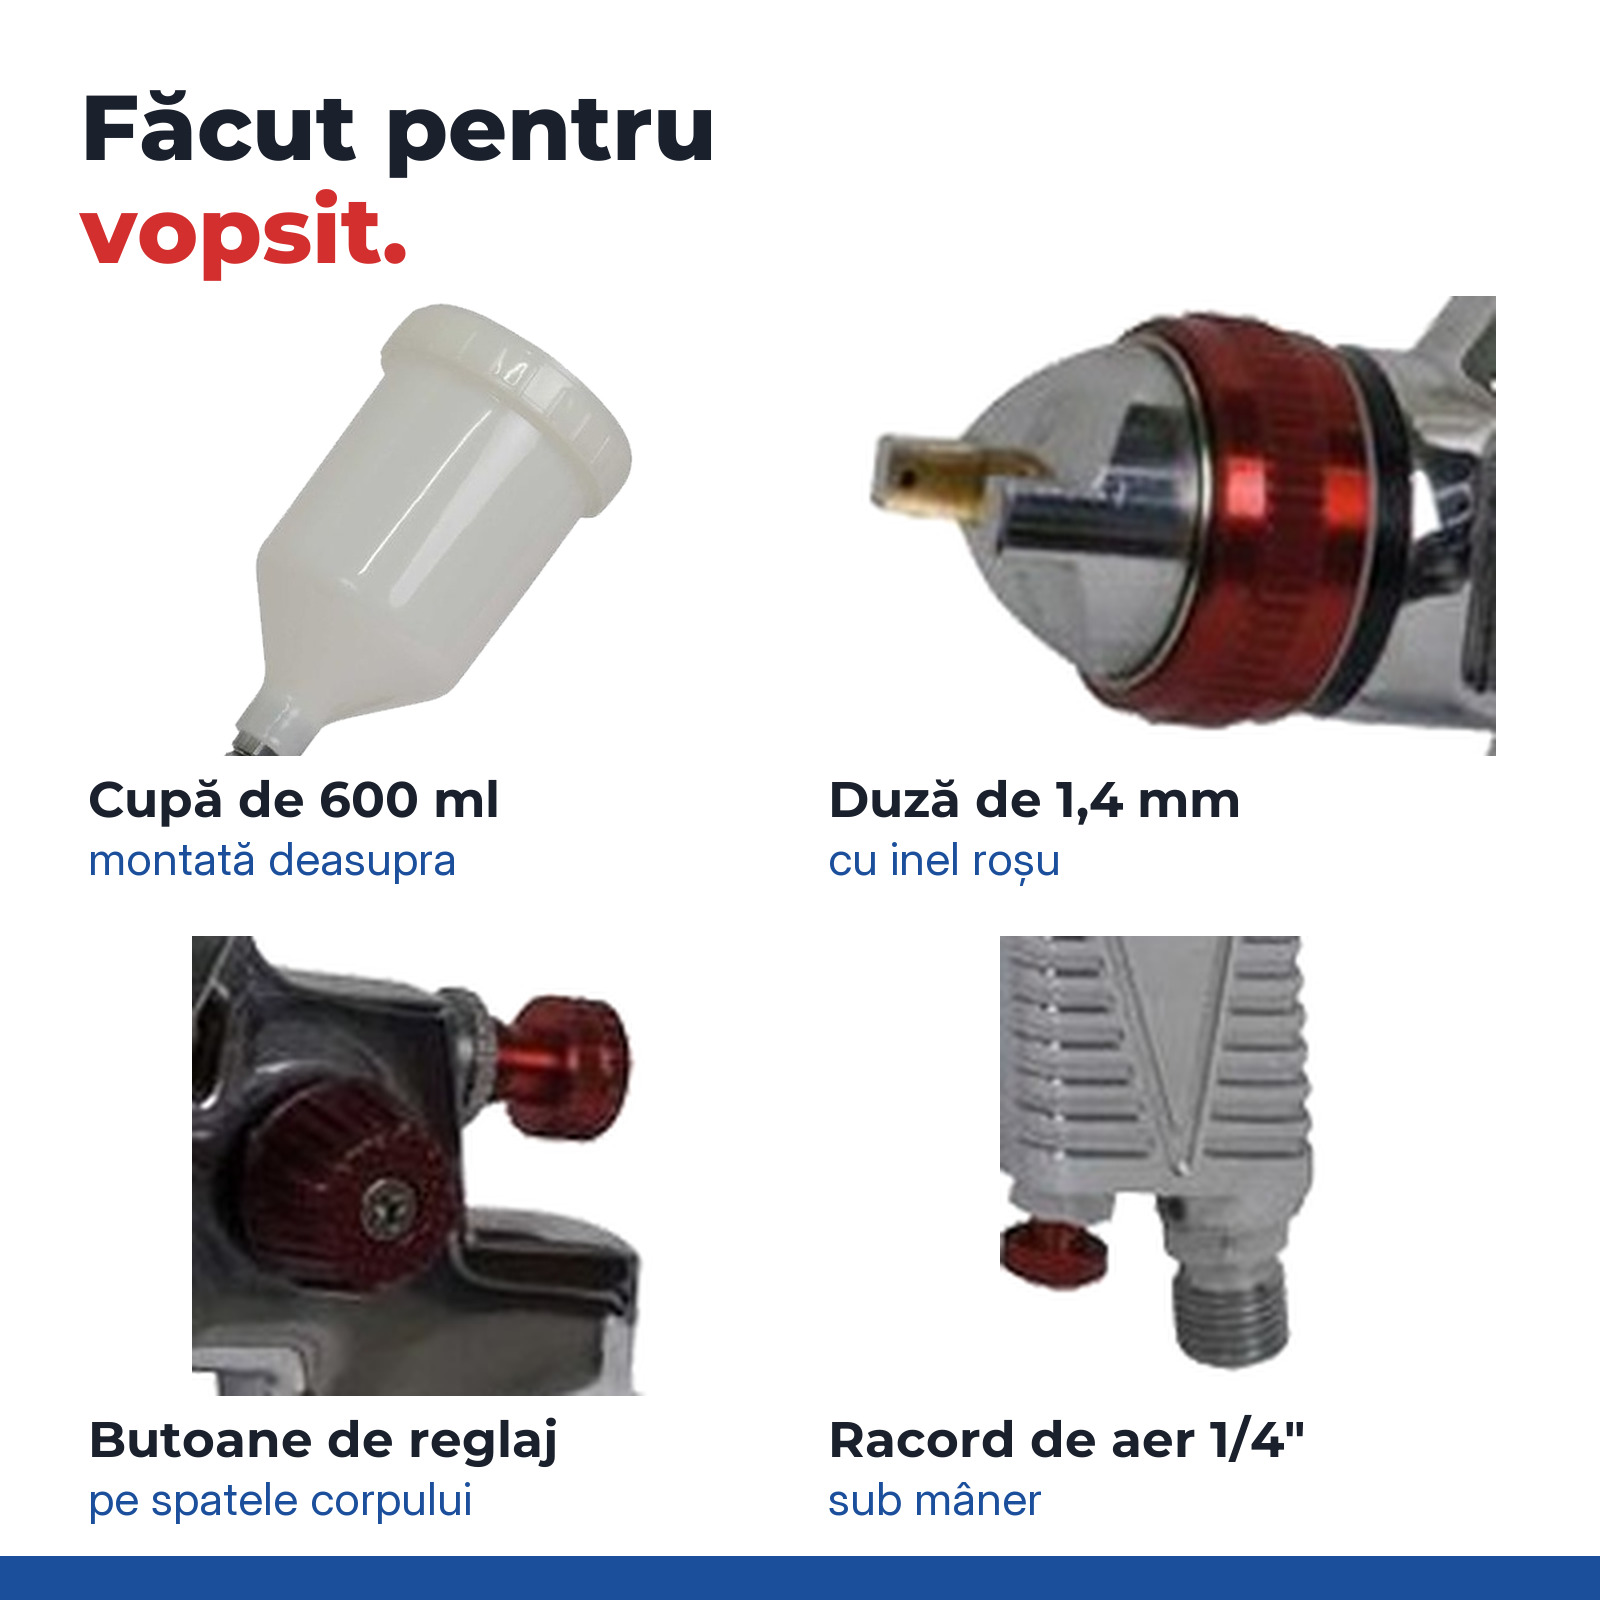 Făcut pentru
vopsit.
Cupă de 600 ml
montată deasupra
Duză de 1,4 mm
cu inel roșu
Butoane de reglaj
pe spatele corpului
Racord de aer 1/4"
sub mâner